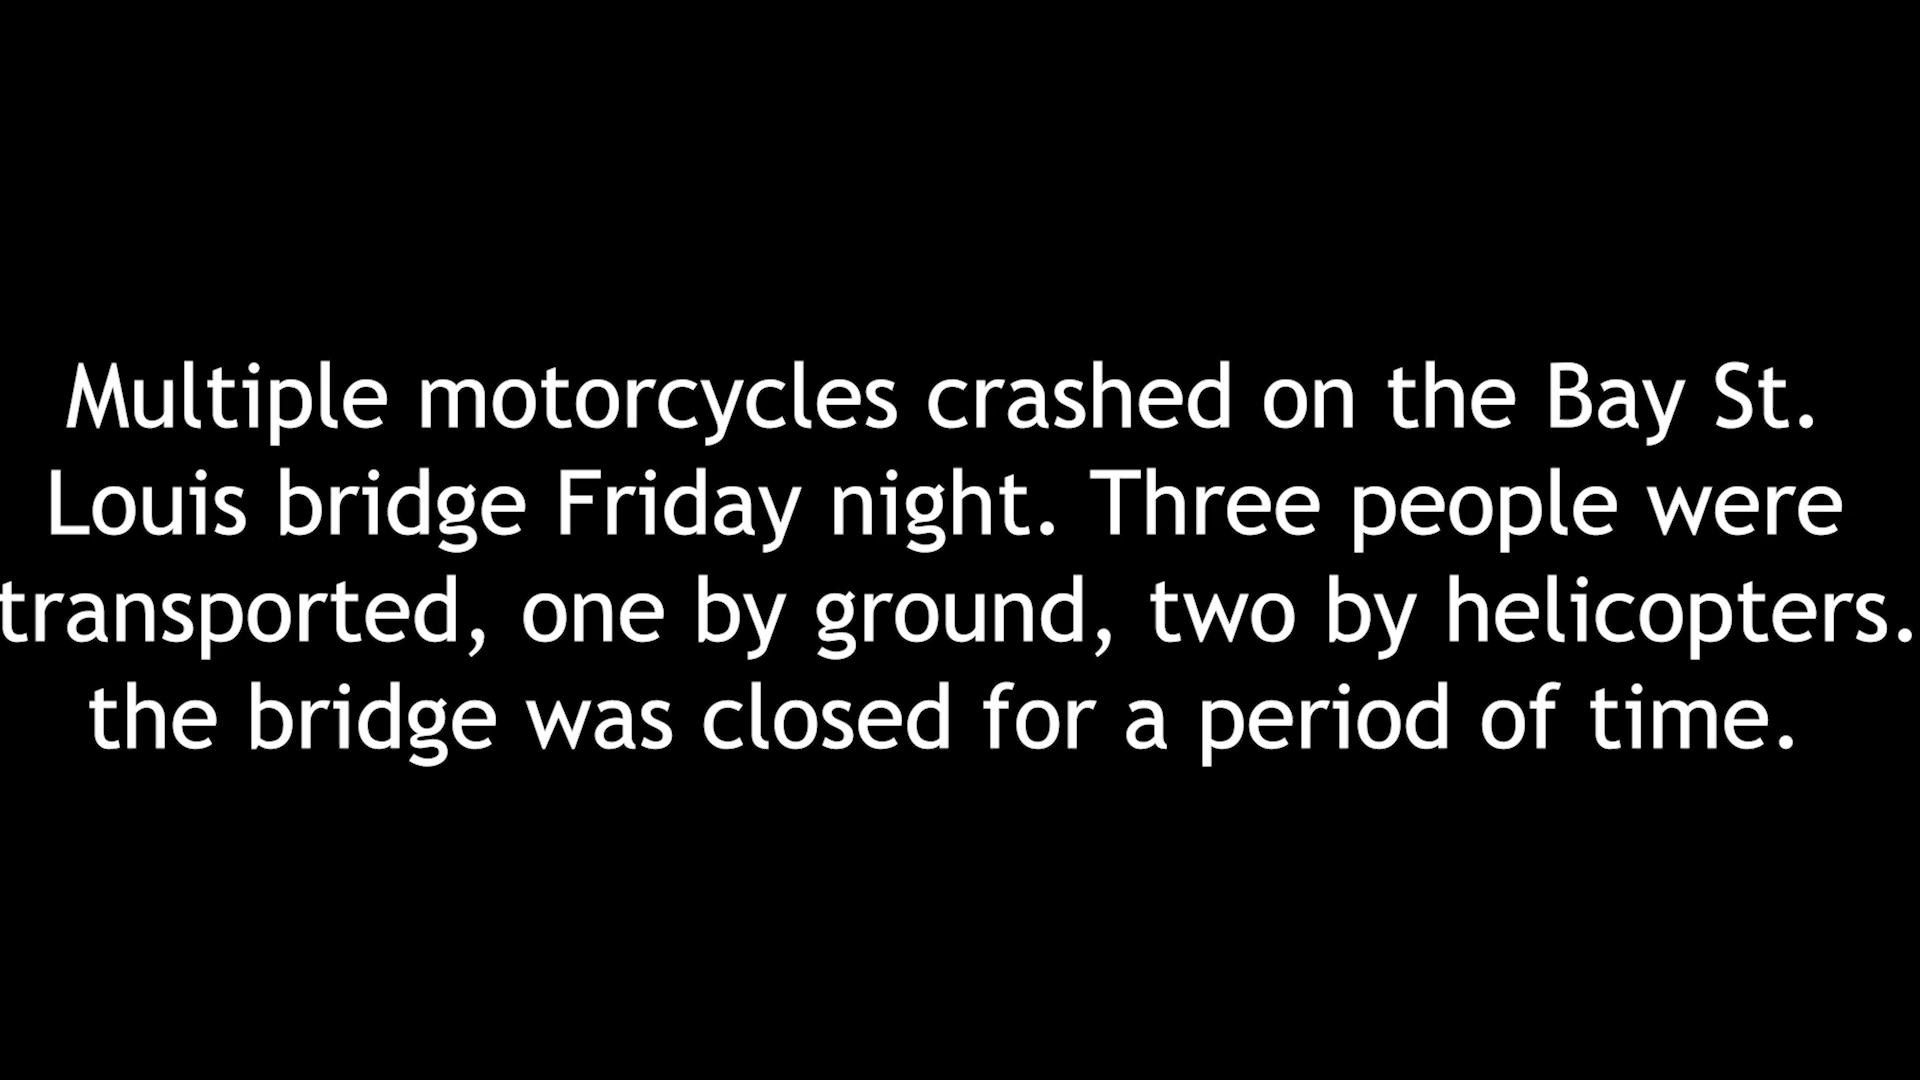 Multiple motorcycles crashed on the Bay St.
Louis bridge Friday night. Three people were
transported, one by ground, two by helicopters.
the bridge was closed for a period of time.